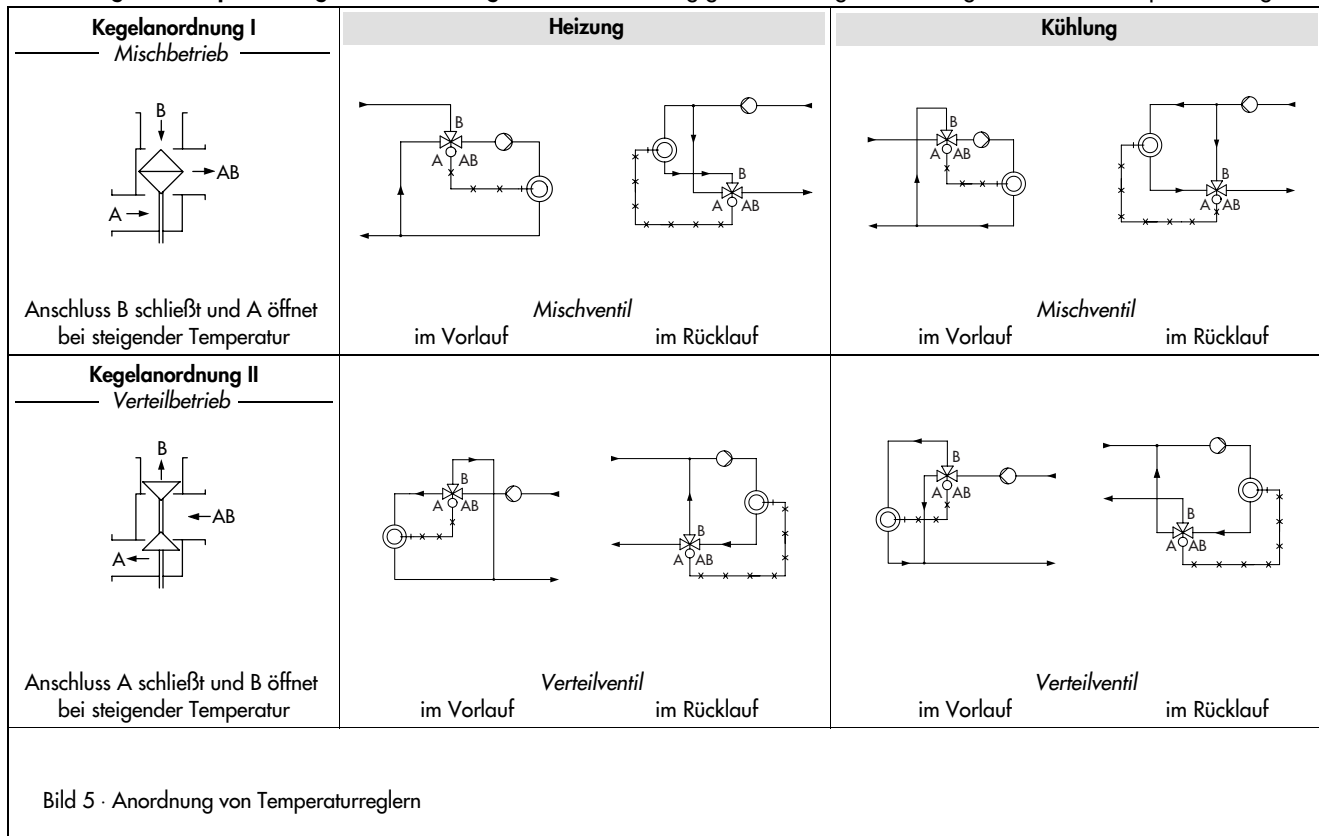 Kegelanordnung I
Mischbetrieb
B
AB
A
Anschluss B schließt und A öffnet
bei steigender Temperatur
Heizung
B
A AB
B
A AB
Mischventil
im Vorlauf im Rücklauf
Kühlung
B
A AB
B
A AB
Mischventil
im Vorlauf im Rücklauf
Kegelanordnung II
Verteilbetrieb
B
AB
A
Anschluss A schließt und B öffnet
bei steigender Temperatur
B
A AB
B
A AB
Verteilventil
im Vorlauf im Rücklauf
B
A AB
B
A AB
Verteilventil
im Vorlauf im Rücklauf
Bild 5 · Anordnung von Temperaturreglern